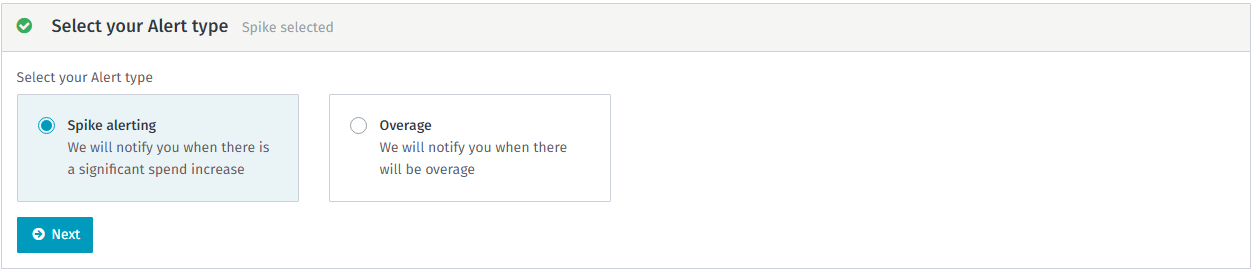 Select your Alert type Spike selected
Select your Alert type
Spike alerting
We will notify you when there is
a significant spend increase
Overage
We will notify you when there
will be overage
Next